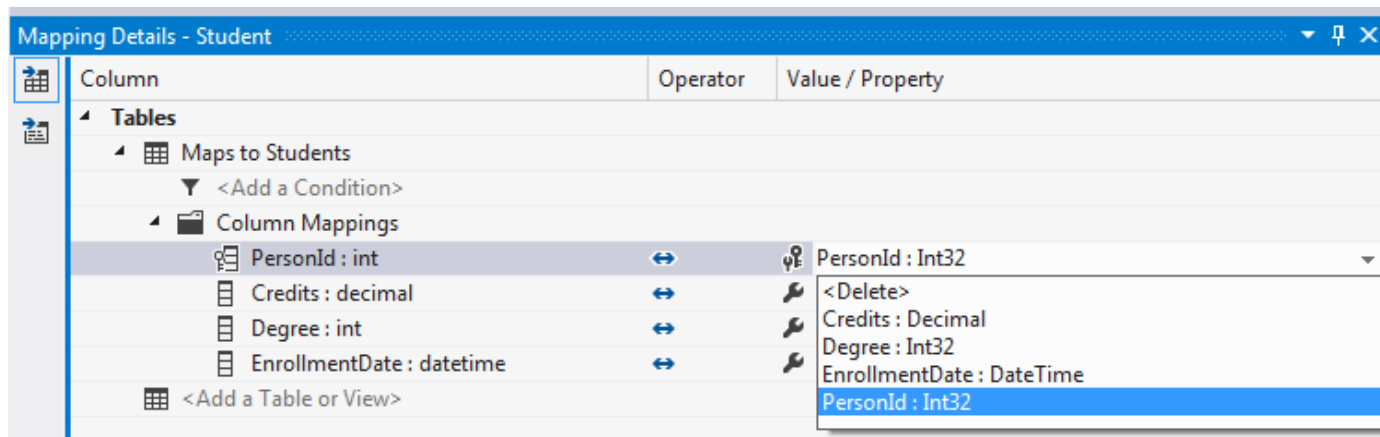 Mapping Details - Student
Column Operator Value / Property
Tables
Maps to Students
<Add a Condition>
Column Mappings
PersonId : int PersonId : Int32
Credits : decimal <Delete>
Credits : Decimal
Degree : int Degree : Int32
EnrollmentDate : datetime EnrollmentDate : DateTime
<Add a Table or View> PersonId : Int32